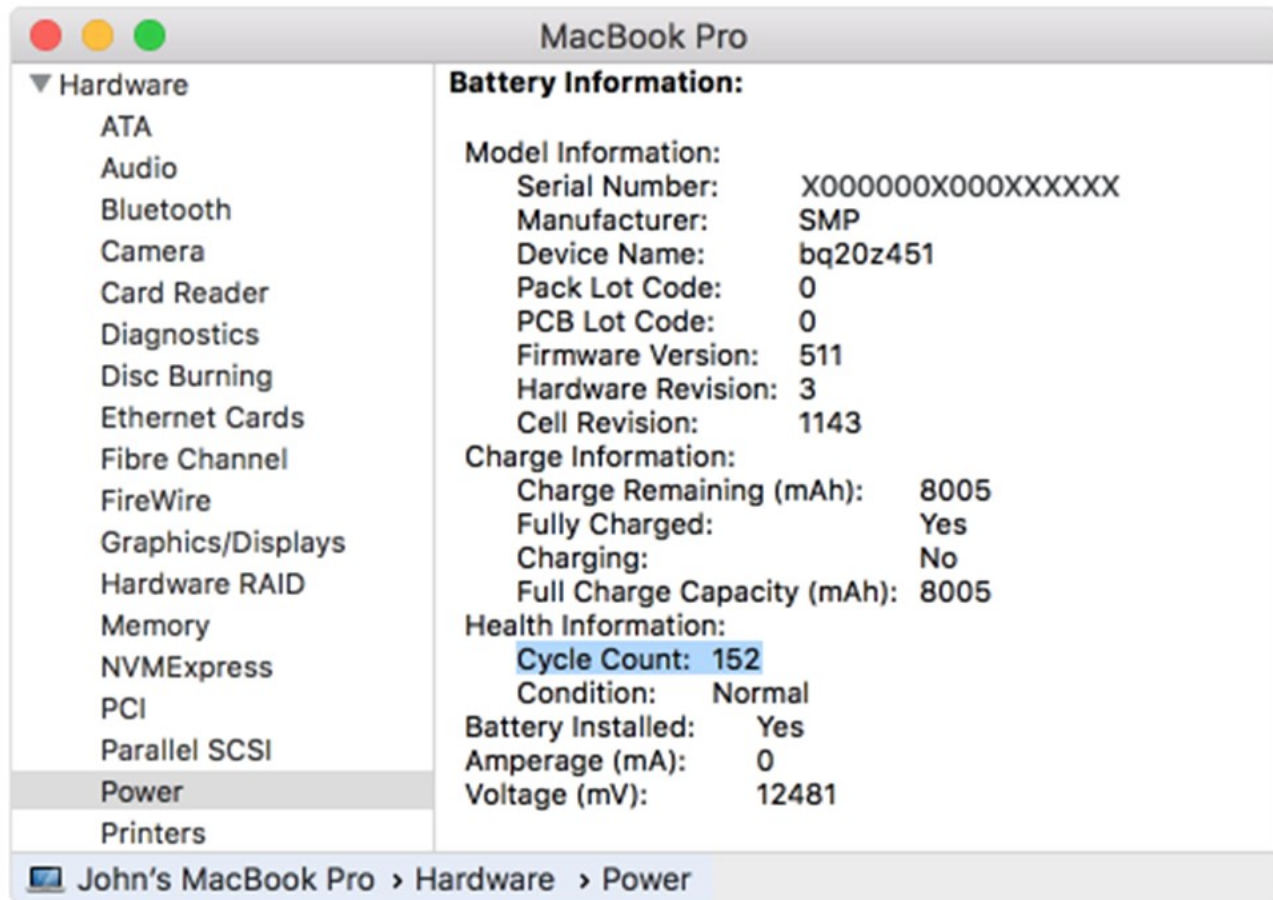 MacBook Pro
Hardware
ATA
Audio
Bluetooth
Camera
Card Reader
Diagnostics
Disc Burning
Ethernet Cards
Fibre Channel
FireWire
Graphics/Displays
Hardware RAID
Memory
NVMExpress
PCI
Parallel SCSI
Power
Printers
Battery Information:
Model Information:
Serial Number: X000000X000XXXXXX
Manufacturer: SMP
Device Name: bq20z451
Pack Lot Code: 0
PCB Lot Code: 0
Firmware Version: 511
Hardware Revision: 3
Cell Revision: 1143
Charge Information:
Charge Remaining (mAh): 8005
Fully Charged: Yes
Charging: No
Full Charge Capacity (mAh): 8005
Health Information:
Cycle Count: 152
Condition: Normal
Battery Installed: Yes
Amperage (mA): 0
Voltage (mV): 12481
John's MacBook Pro › Hardware › Power